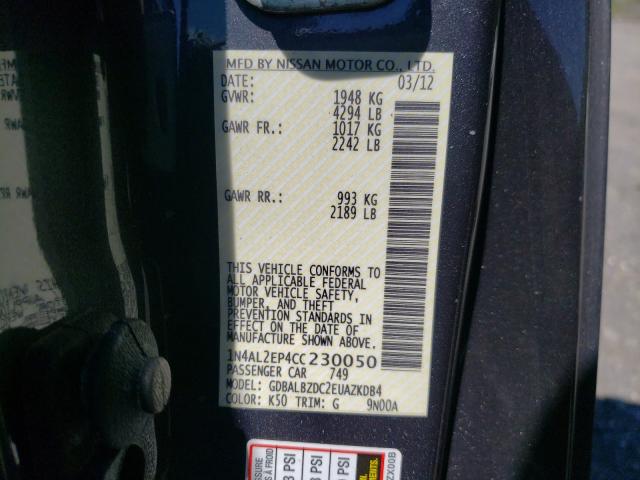 MFD BY NISSAN MOTOR CO., LTD.
DATE: 03/12
GVWR: 1948 KG
4294 LB
GAWR FR.: 1017 KG
2242 LB
GAWR RR.: 993 KG
2189 LB
THIS VEHICLE CONFORMS TO
ALL APPLICABLE FEDERAL
MOTOR VEHICLE SAFETY,
BUMPER, AND THEFT
PREVENTION STANDARDS IN
EFFECT ON THE DATE OF
MANUFACTURE SHOWN ABOVE.
1N4AL2EP4CC230050
PASSENGER CAR 749
MODEL: GDBALBZDC2EUAZKDB4
COLOR: K50 TRIM: G 9N00A
À FROID
PSI
PSI
PSI
ZX00B